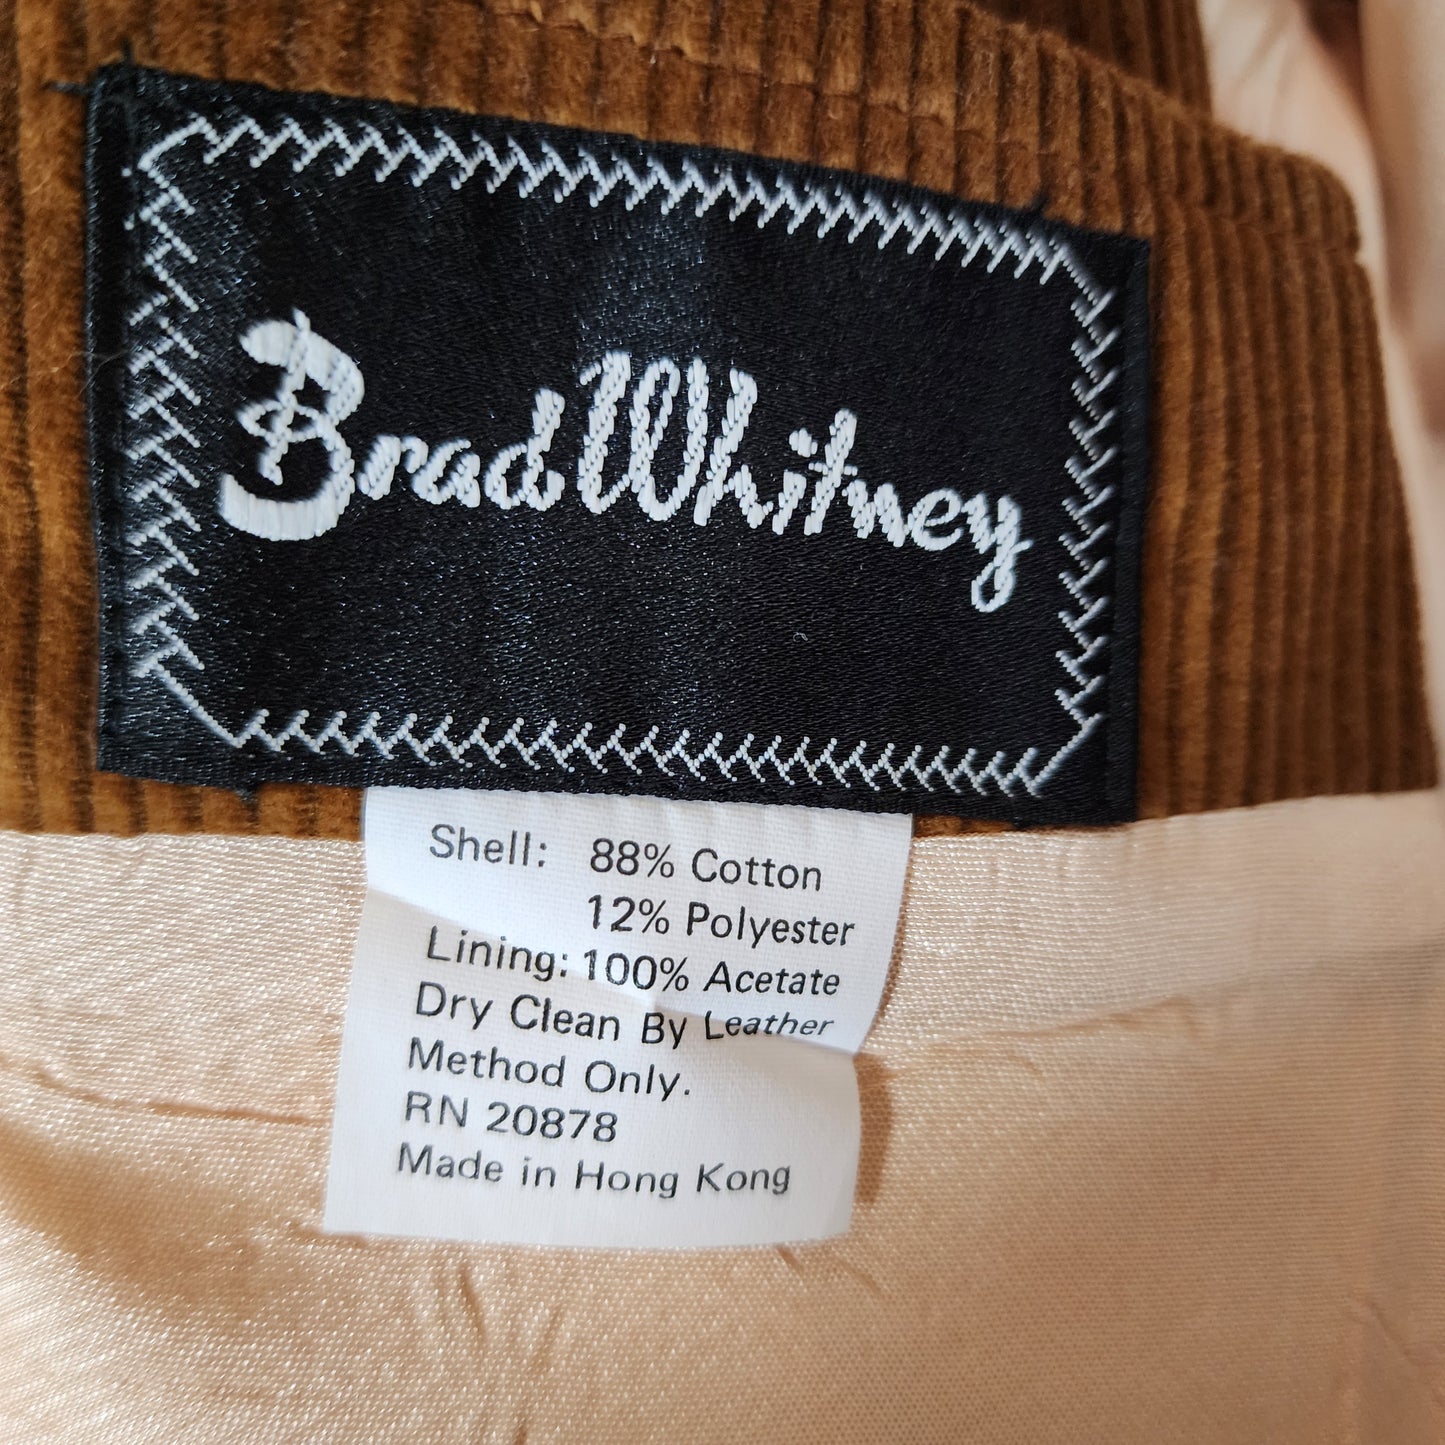 Brad Whitney
Shell: 88% Cotton
12% Polyester
Lining: 100% Acetate
Dry Clean By Leather
Method Only.
RN 20878
Made in Hong Kong